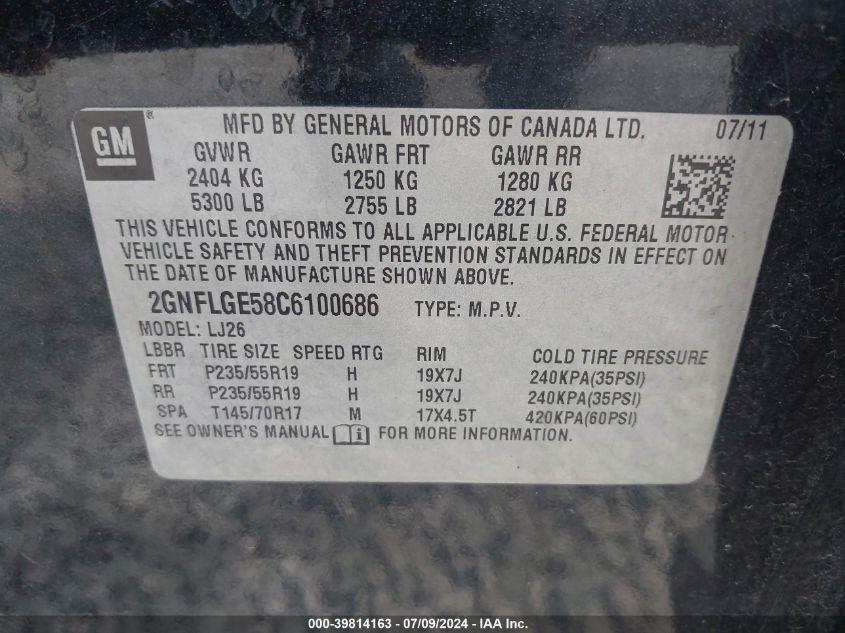 GM ® MFD BY GENERAL MOTORS OF CANADA LTD. 07/11
GVWR GAWR FRT GAWR RR
2404 KG 1250 KG 1280 KG
5300 LB 2755 LB 2821 LB
THIS VEHICLE CONFORMS TO ALL APPLICABLE U.S. FEDERAL MOTOR
VEHICLE SAFETY AND THEFT PREVENTION STANDARDS IN EFFECT ON
THE DATE OF MANUFACTURE SHOWN ABOVE.
2GNFLGE58C6100686 TYPE: M.P.V.
MODEL: LJ26
LBBR TIRE SIZE SPEED RTG RIM COLD TIRE PRESSURE
FRT P235/55R19 H 19X7J 240KPA(35PSI)
RR P235/55R19 H 19X7J 240KPA(35PSI)
SPA T145/70R17 M 17X4.5T 420KPA(60PSI)
SEE OWNER'S MANUAL i FOR MORE INFORMATION.
000-39814163 - 07/09/2024 - IAA Inc.